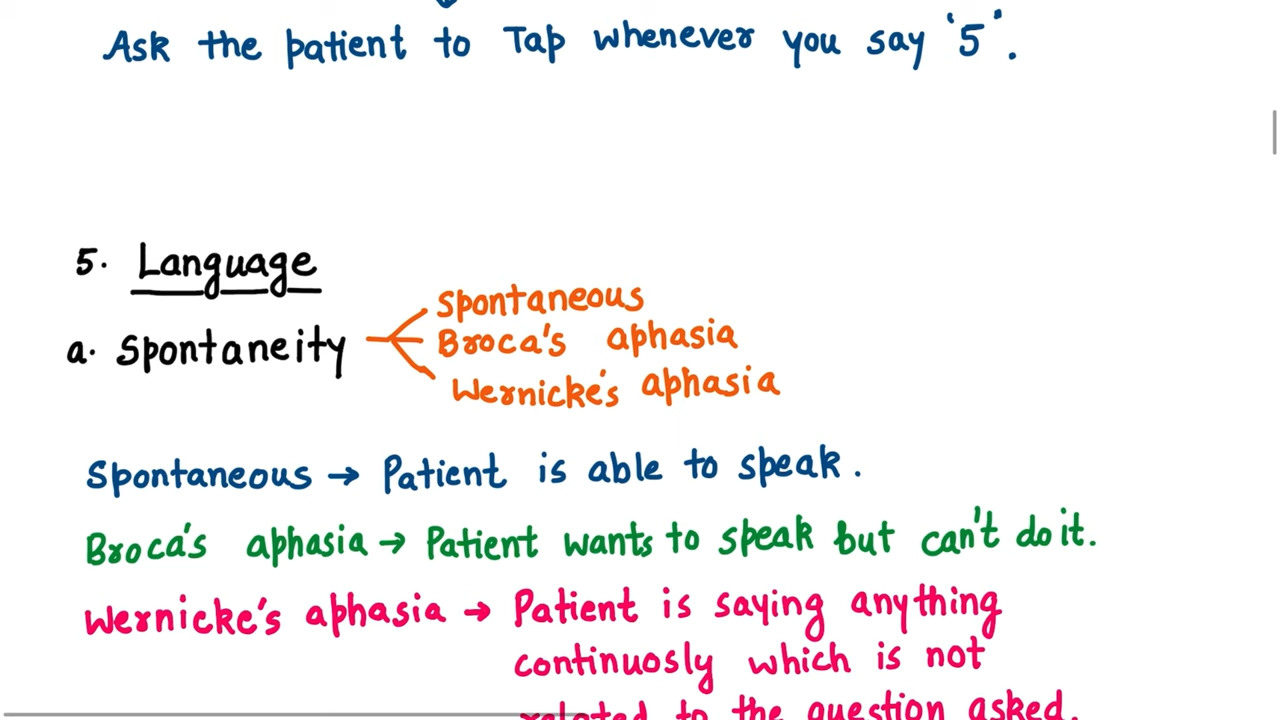 Ask the patient to Tap whenever you say '5'.
5. Language
a. Spontaneity
Spontaneous
Broca's aphasia
Wernicke's aphasia
Spontaneous → Patient is able to speak.
Broca's aphasia → Patient wants to speak but can't do it.
Wernicke's aphasia → Patient is saying anything
continuosly which is not
related to the question asked.